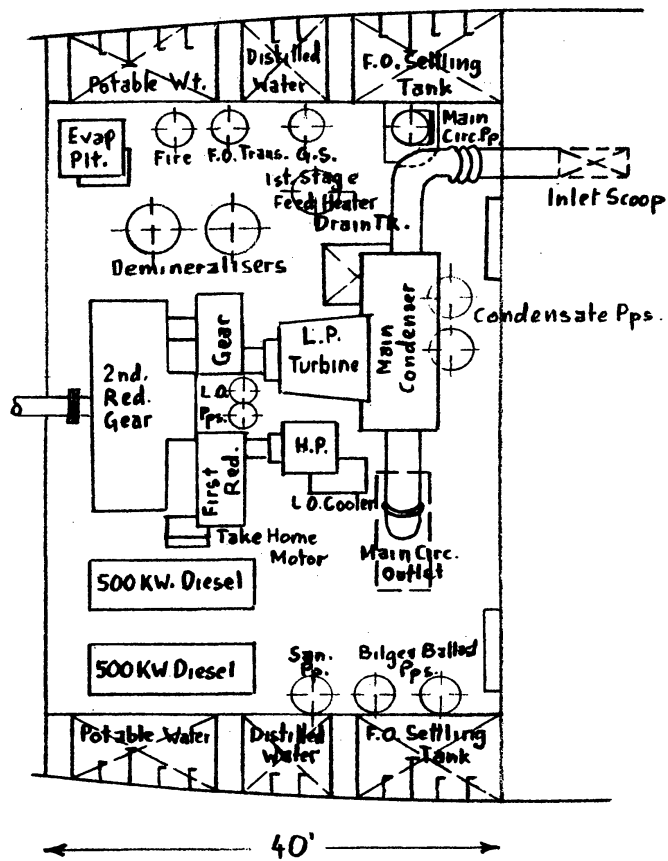 Potable Wt.
Distilled
Water
F.O. Settling
Tank
Evap
Plt.
Fire
F.O. Trans.
G.S.
Main
Circ. Pp
1st. Stage
Feed Heater
Drain TK.
Inlet Scoop
Demineralisers
Gear
L.P.
Turbine
Main
Condenser
Condensate Pps.
2nd.
Red.
Gear
L.O.
Pps.
First
Red.
H.P.
L.O. Cooler
Take Home
Motor
Main Circ.
Outlet
500 KW. Diesel
500 KW. Diesel
San.
Pp.
Bilge & Ballast
Pps.
Potable Water
Distilled
Water
F.O. Settling
Tank
40'